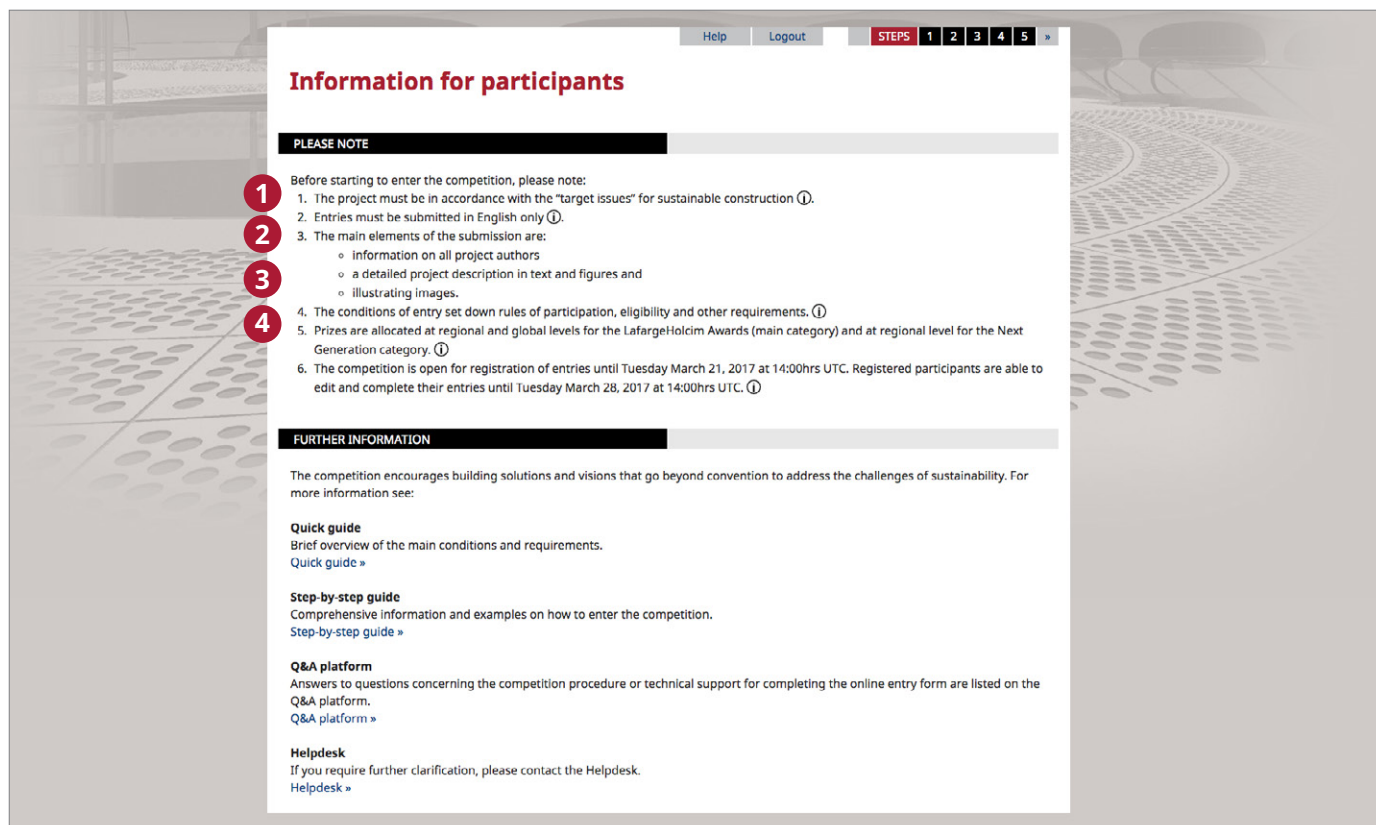 Help Logout STEPS 1 2 3 4 5 »
Information for participants
PLEASE NOTE
Before starting to enter the competition, please note:
1 1. The project must be in accordance with the “target issues” for sustainable construction ⓘ.
2. Entries must be submitted in English only ⓘ.
2 3. The main elements of the submission are:
◦ information on all project authors
3 ◦ a detailed project description in text and figures and
◦ illustrating images.
4. The conditions of entry set down rules of participation, eligibility and other requirements. ⓘ
4 5. Prizes are allocated at regional and global levels for the LafargeHolcim Awards (main category) and at regional level for the Next
Generation category. ⓘ
6. The competition is open for registration of entries until Tuesday March 21, 2017 at 14:00hrs UTC. Registered participants are able to
edit and complete their entries until Tuesday March 28, 2017 at 14:00hrs UTC. ⓘ
FURTHER INFORMATION
The competition encourages building solutions and visions that go beyond convention to address the challenges of sustainability. For
more information see:
Quick guide
Brief overview of the main conditions and requirements.
Quick guide »
Step-by-step guide
Comprehensive information and examples on how to enter the competition.
Step-by-step guide »
Q&A platform
Answers to questions concerning the competition procedure or technical support for completing the online entry form are listed on the
Q&A platform.
Q&A platform »
Helpdesk
If you require further clarification, please contact the Helpdesk.
Helpdesk »